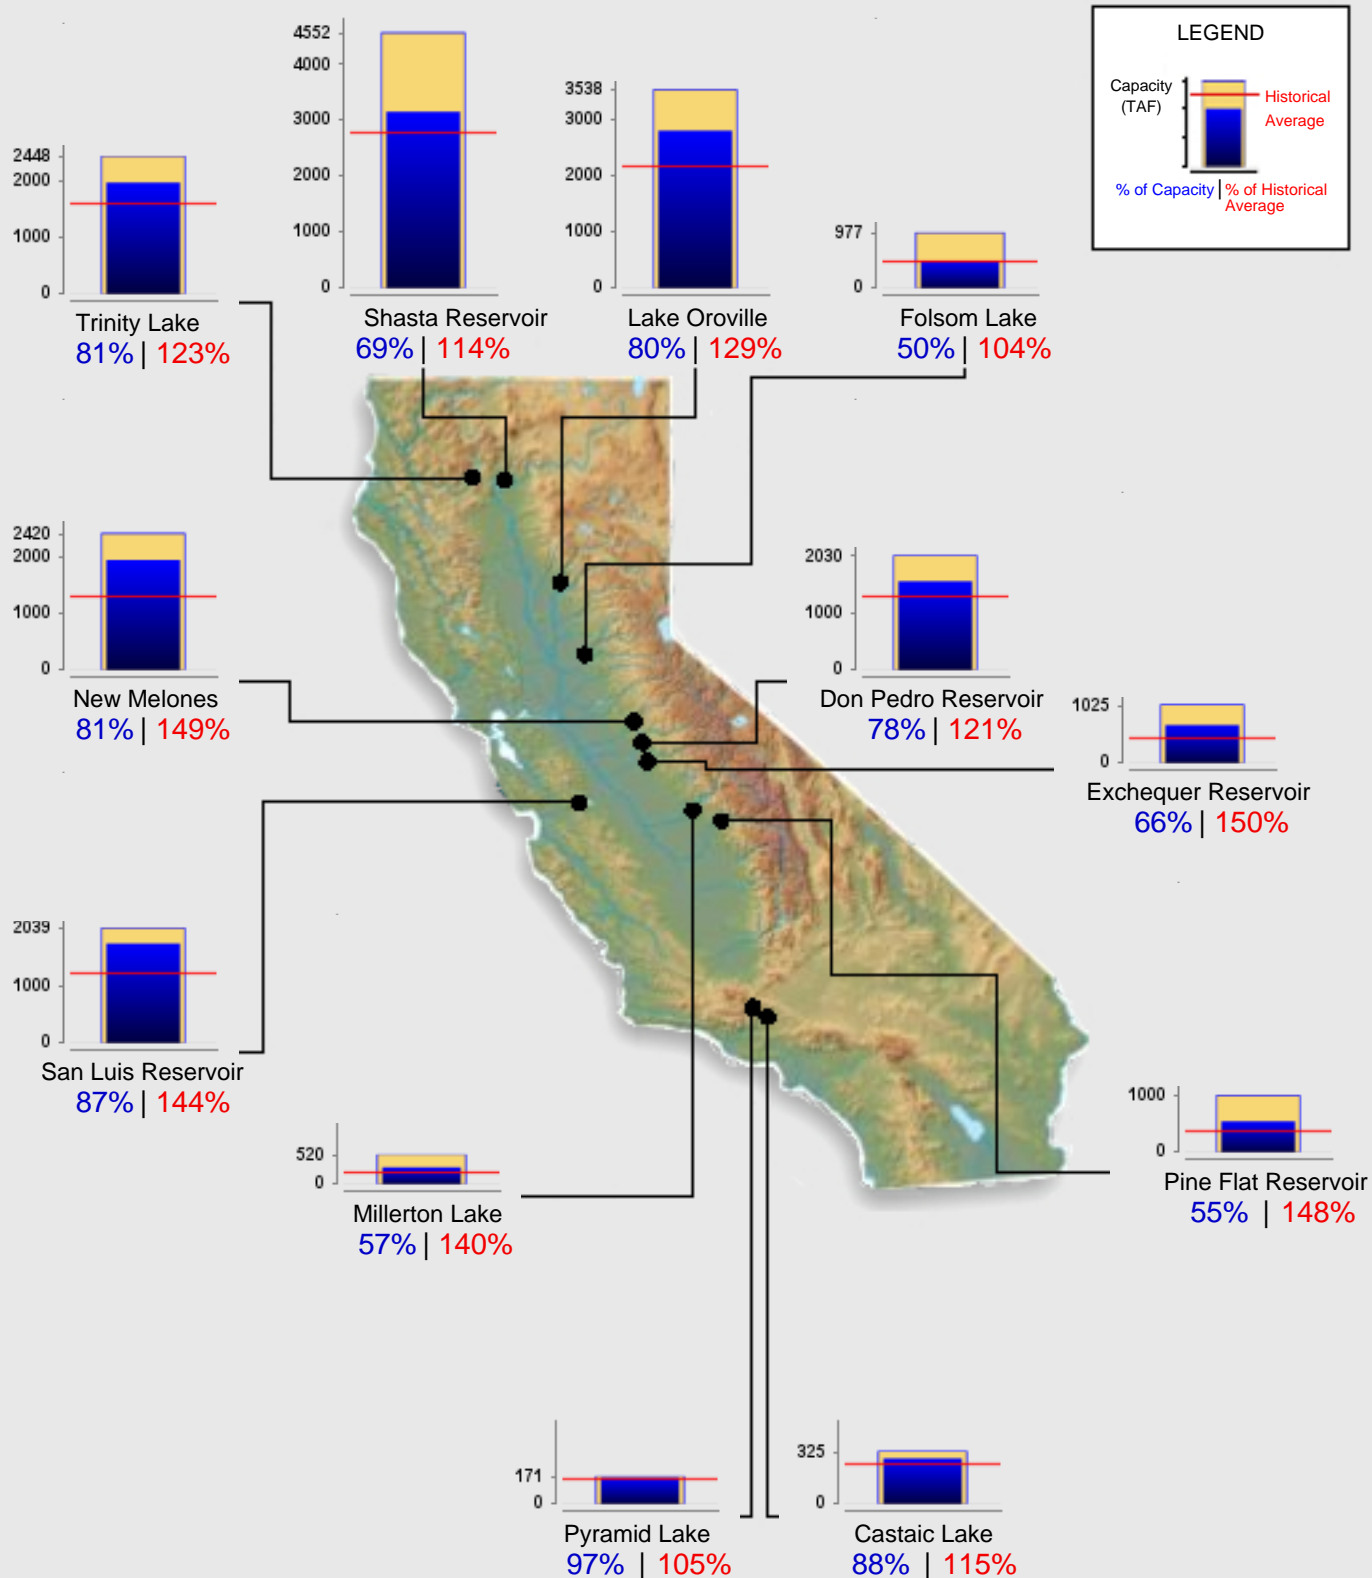 LEGEND
Capacity
(TAF)
Historical
Average
% of Capacity | % of Historical
Average
4552
4000
3000
2000
1000
0
Shasta Reservoir
69% | 114%
3538
3000
2000
1000
0
Lake Oroville
80% | 129%
2448
2000
1000
0
Trinity Lake
81% | 123%
977
0
Folsom Lake
50% | 104%
2420
2000
1000
0
New Melones
81% | 149%
2030
1000
0
Don Pedro Reservoir
78% | 121%
1025
0
Exchequer Reservoir
66% | 150%
2039
1000
0
San Luis Reservoir
87% | 144%
520
0
Millerton Lake
57% | 140%
1000
0
Pine Flat Reservoir
55% | 148%
171
0
Pyramid Lake
97% | 105%
325
0
Castaic Lake
88% | 115%